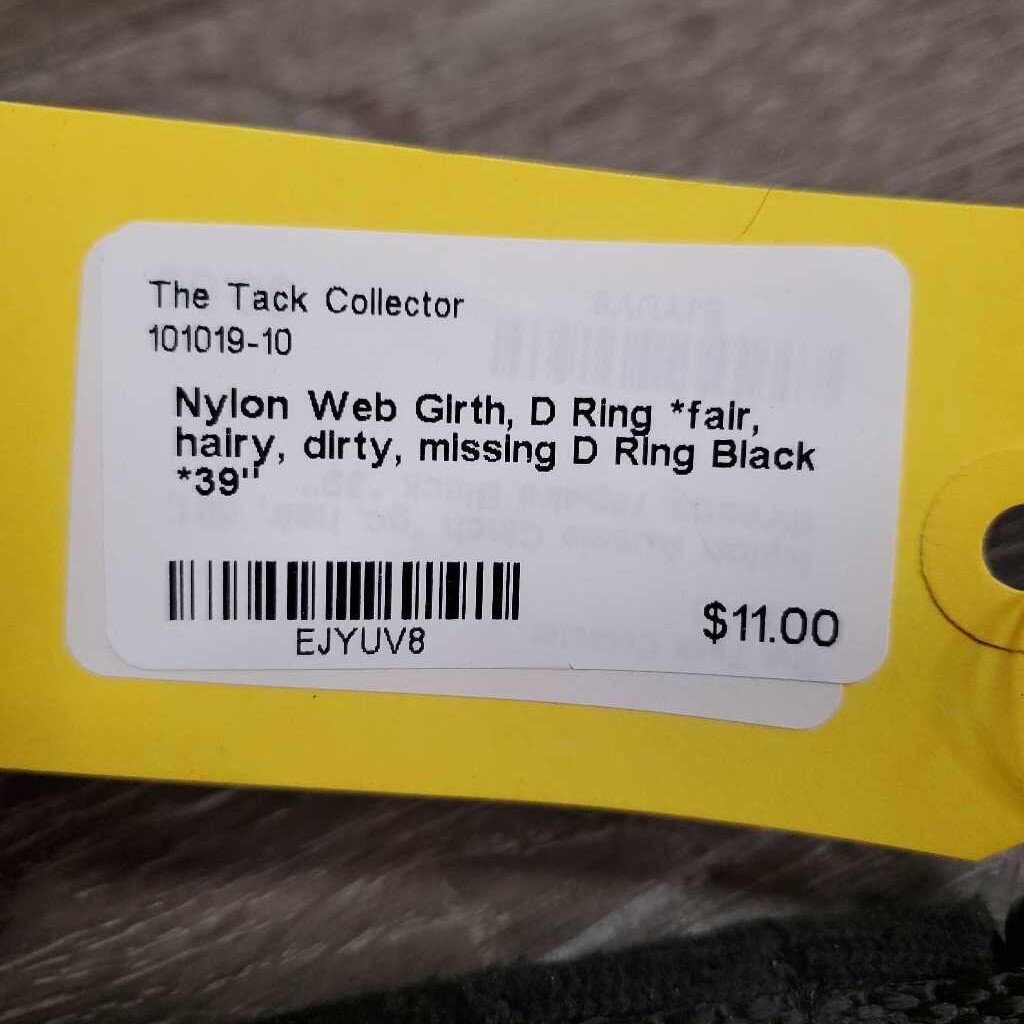 The Tack Collector
101019-10
Nylon Web Girth, D Ring *fair,
hairy, dirty, missing D Ring Black
*39"
EJYUV8
$11.00